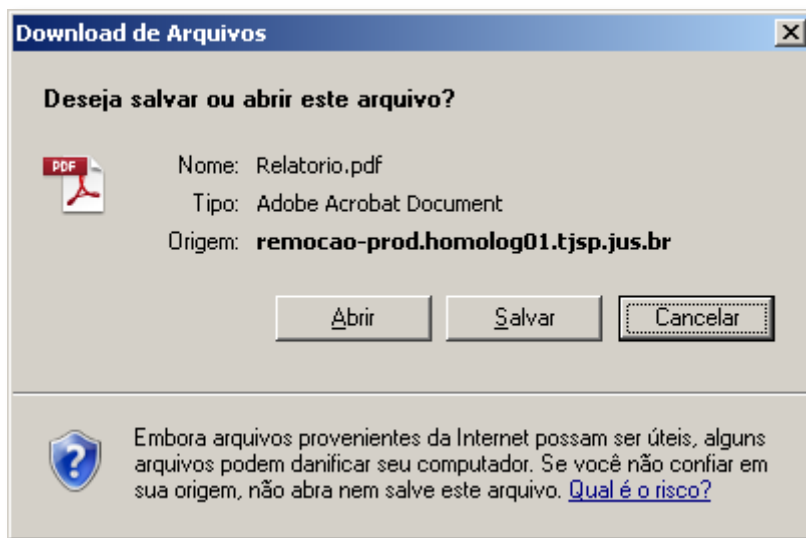 Download de Arquivos
Deseja salvar ou abrir este arquivo?
PDF
Nome: Relatorio.pdf
Tipo: Adobe Acrobat Document
Origem: remocao-prod.homolog01.tjsp.jus.br
Abrir Salvar Cancelar
Embora arquivos provenientes da Internet possam ser úteis, alguns
arquivos podem danificar seu computador. Se você não confiar em
sua origem, não abra nem salve este arquivo. Qual é o risco?